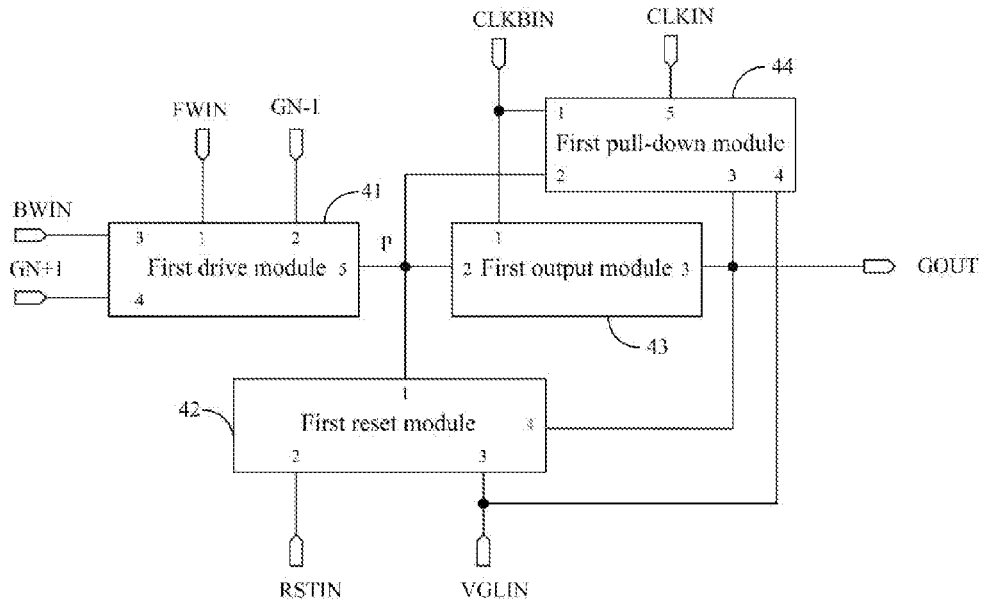 CLKBIN
CLKIN
44
FWIN
GN-1
1
5
First pull-down module
2
3
4
41
BWIN
3
1
2
GN+1
First drive module
5
4
P
1
2
First output module
3
GOUT
43
1
42
First reset module
4
2
3
RSTIN
VGLIN